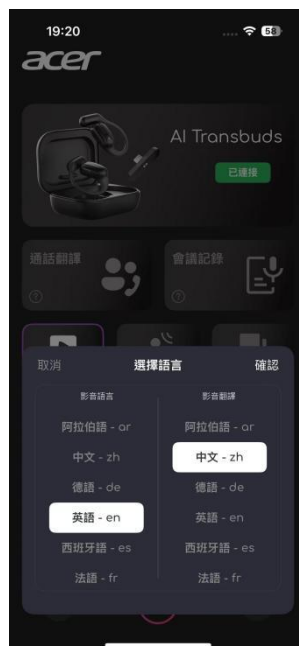 19:20
58
acer
AI Transbuds
已連接
通話翻譯
會議記錄
取消
選擇語言
確認
影音語言
影音翻譯
阿拉伯語 - ar
阿拉伯語 - ar
中文 - zh
中文 - zh
德語 - de
德語 - de
英語 - en
英語 - en
西班牙語 - es
西班牙語 - es
法語 - fr
法語 - fr